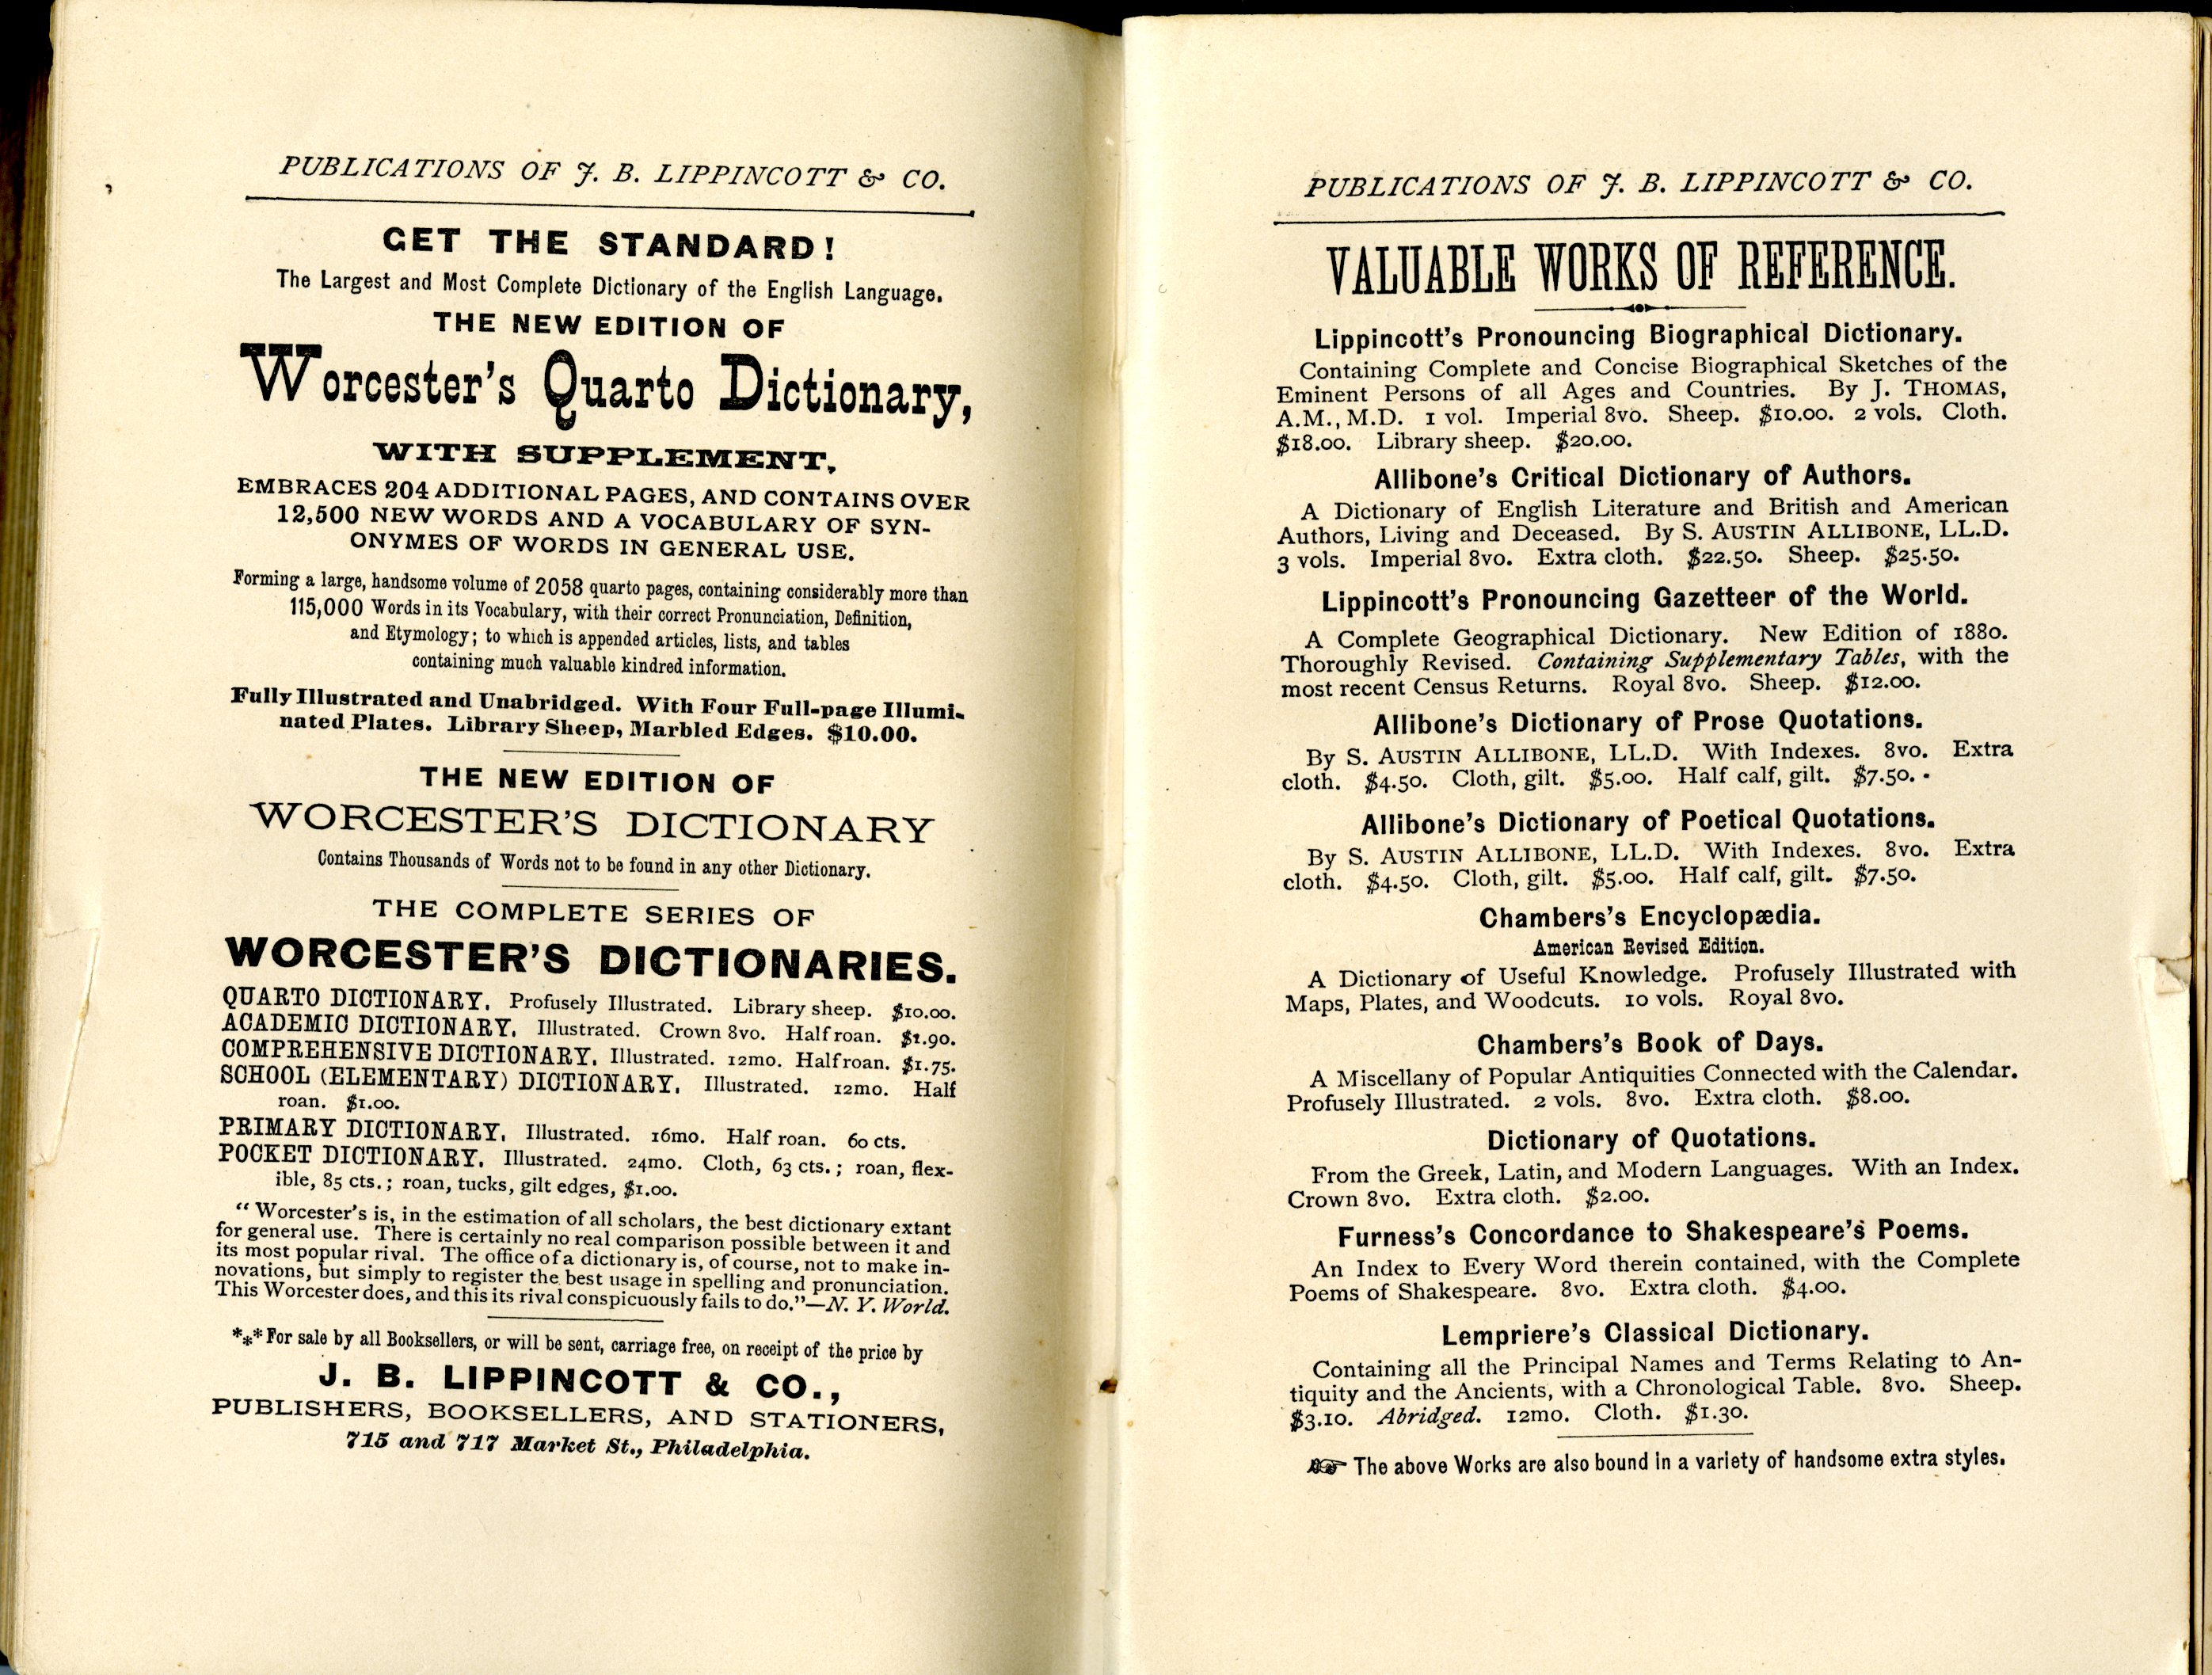 PUBLICATIONS OF J. B. LIPPINCOTT & CO.
GET THE STANDARD!
The Largest and Most Complete Dictionary of the English Language.
THE NEW EDITION OF
Worcester's Quarto Dictionary,
WITH SUPPLEMENT,
EMBRACES 204 ADDITIONAL PAGES, AND CONTAINS OVER
12,500 NEW WORDS AND A VOCABULARY OF SYN-
ONYMES OF WORDS IN GENERAL USE.
Forming a large, handsome volume of 2058 quarto pages, containing considerably more than
115,000 Words in its Vocabulary, with their correct Pronunciation, Definition,
and Etymology; to which is appended articles, lists, and tables
containing much valuable kindred information.
Fully Illustrated and Unabridged. With Four Full-page Illumi-
nated Plates. Library Sheep, Marbled Edges. $10.00.
THE NEW EDITION OF
WORCESTER'S DICTIONARY
Contains Thousands of Words not to be found in any other Dictionary.
THE COMPLETE SERIES OF
WORCESTER'S DICTIONARIES.
QUARTO DICTIONARY. Profusely Illustrated. Library sheep. $10.00.
ACADEMIC DICTIONARY. Illustrated. Crown 8vo. Half roan. $1.90.
COMPREHENSIVE DICTIONARY. Illustrated. 12mo. Half roan. $1.75.
SCHOOL (ELEMENTARY) DICTIONARY. Illustrated. 12mo. Half
roan. $1.00.
PRIMARY DICTIONARY. Illustrated. 16mo. Half roan. 60 cts.
POCKET DICTIONARY. Illustrated. 24mo. Cloth, 63 cts.; roan, flex-
ible, 85 cts.; roan, tucks, gilt edges, $1.00.
"Worcester's is, in the estimation of all scholars, the best dictionary extant
for general use. There is certainly no real comparison possible between it and
its most popular rival. The office of a dictionary is, of course, not to make in-
novations, but simply to register the best usage in spelling and pronunciation.
This Worcester does, and this its rival conspicuously fails to do."—N. Y. World.
*** For sale by all Booksellers, or will be sent, carriage free, on receipt of the price by
J. B. LIPPINCOTT & CO.,
PUBLISHERS, BOOKSELLERS, AND STATIONERS,
715 and 717 Market St., Philadelphia.
PUBLICATIONS OF J. B. LIPPINCOTT & CO.
VALUABLE WORKS OF REFERENCE.
Lippincott's Pronouncing Biographical Dictionary.
Containing Complete and Concise Biographical Sketches of the
Eminent Persons of all Ages and Countries. By J. THOMAS,
A.M., M.D. 1 vol. Imperial 8vo. Sheep. $10.00. 2 vols. Cloth.
$18.00. Library sheep. $20.00.
Allibone's Critical Dictionary of Authors.
A Dictionary of English Literature and British and American
Authors, Living and Deceased. By S. AUSTIN ALLIBONE, LL.D.
3 vols. Imperial 8vo. Extra cloth. $22.50. Sheep. $25.50.
Lippincott's Pronouncing Gazetteer of the World.
A Complete Geographical Dictionary. New Edition of 1880.
Thoroughly Revised. Containing Supplementary Tables, with the
most recent Census Returns. Royal 8vo. Sheep. $12.00.
Allibone's Dictionary of Prose Quotations.
By S. AUSTIN ALLIBONE, LL.D. With Indexes. 8vo. Extra
cloth. $4.50. Cloth, gilt. $5.00. Half calf, gilt. $7.50.
Allibone's Dictionary of Poetical Quotations.
By S. AUSTIN ALLIBONE, LL.D. With Indexes. 8vo. Extra
cloth. $4.50. Cloth, gilt. $5.00. Half calf, gilt. $7.50.
Chambers's Encyclopædia.
American Revised Edition.
A Dictionary of Useful Knowledge. Profusely Illustrated with
Maps, Plates, and Woodcuts. 10 vols. Royal 8vo.
Chambers's Book of Days.
A Miscellany of Popular Antiquities Connected with the Calendar.
Profusely Illustrated. 2 vols. 8vo. Extra cloth. $8.00.
Dictionary of Quotations.
From the Greek, Latin, and Modern Languages. With an Index.
Crown 8vo. Extra cloth. $2.00.
Furness's Concordance to Shakespeare's Poems.
An Index to Every Word therein contained, with the Complete
Poems of Shakespeare. 8vo. Extra cloth. $4.00.
Lempriere's Classical Dictionary.
Containing all the Principal Names and Terms Relating to An-
tiquity and the Ancients, with a Chronological Table. 8vo. Sheep.
$3.10. Abridged. 12mo. Cloth. $1.30.
☞ The above Works are also bound in a variety of handsome extra styles.